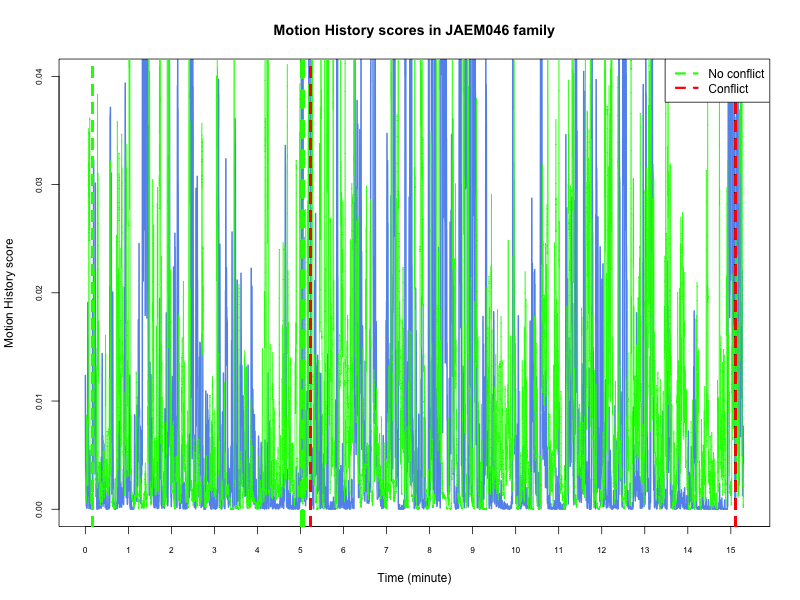 Motion History scores in JAEM046 family
No conflict
Conflict
Motion History score
0.04
0.03
0.02
0.01
0.00
0 1 2 3 4 5 6 7 8 9 10 11 12 13 14 15
Time (minute)